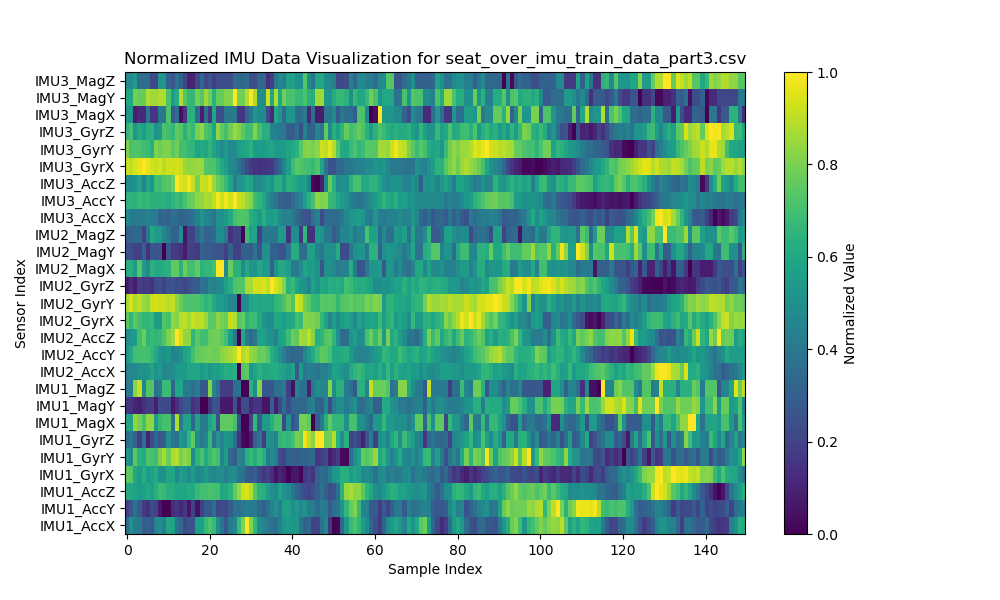 Normalized IMU Data Visualization for seat_over_imu_train_data_part3.csv
IMU3_MagZ
IMU3_MagY
IMU3_MagX
IMU3_GyrZ
IMU3_GyrY
IMU3_GyrX
IMU3_AccZ
IMU3_AccY
IMU3_AccX
IMU2_MagZ
IMU2_MagY
IMU2_MagX
IMU2_GyrZ
IMU2_GyrY
IMU2_GyrX
IMU2_AccZ
IMU2_AccY
IMU2_AccX
IMU1_MagZ
IMU1_MagY
IMU1_MagX
IMU1_GyrZ
IMU1_GyrY
IMU1_GyrX
IMU1_AccZ
IMU1_AccY
IMU1_AccX
Sensor Index
0 20 40 60 80 100 120 140
Sample Index
1.0
0.8
0.6
0.4
0.2
0.0
Normalized Value